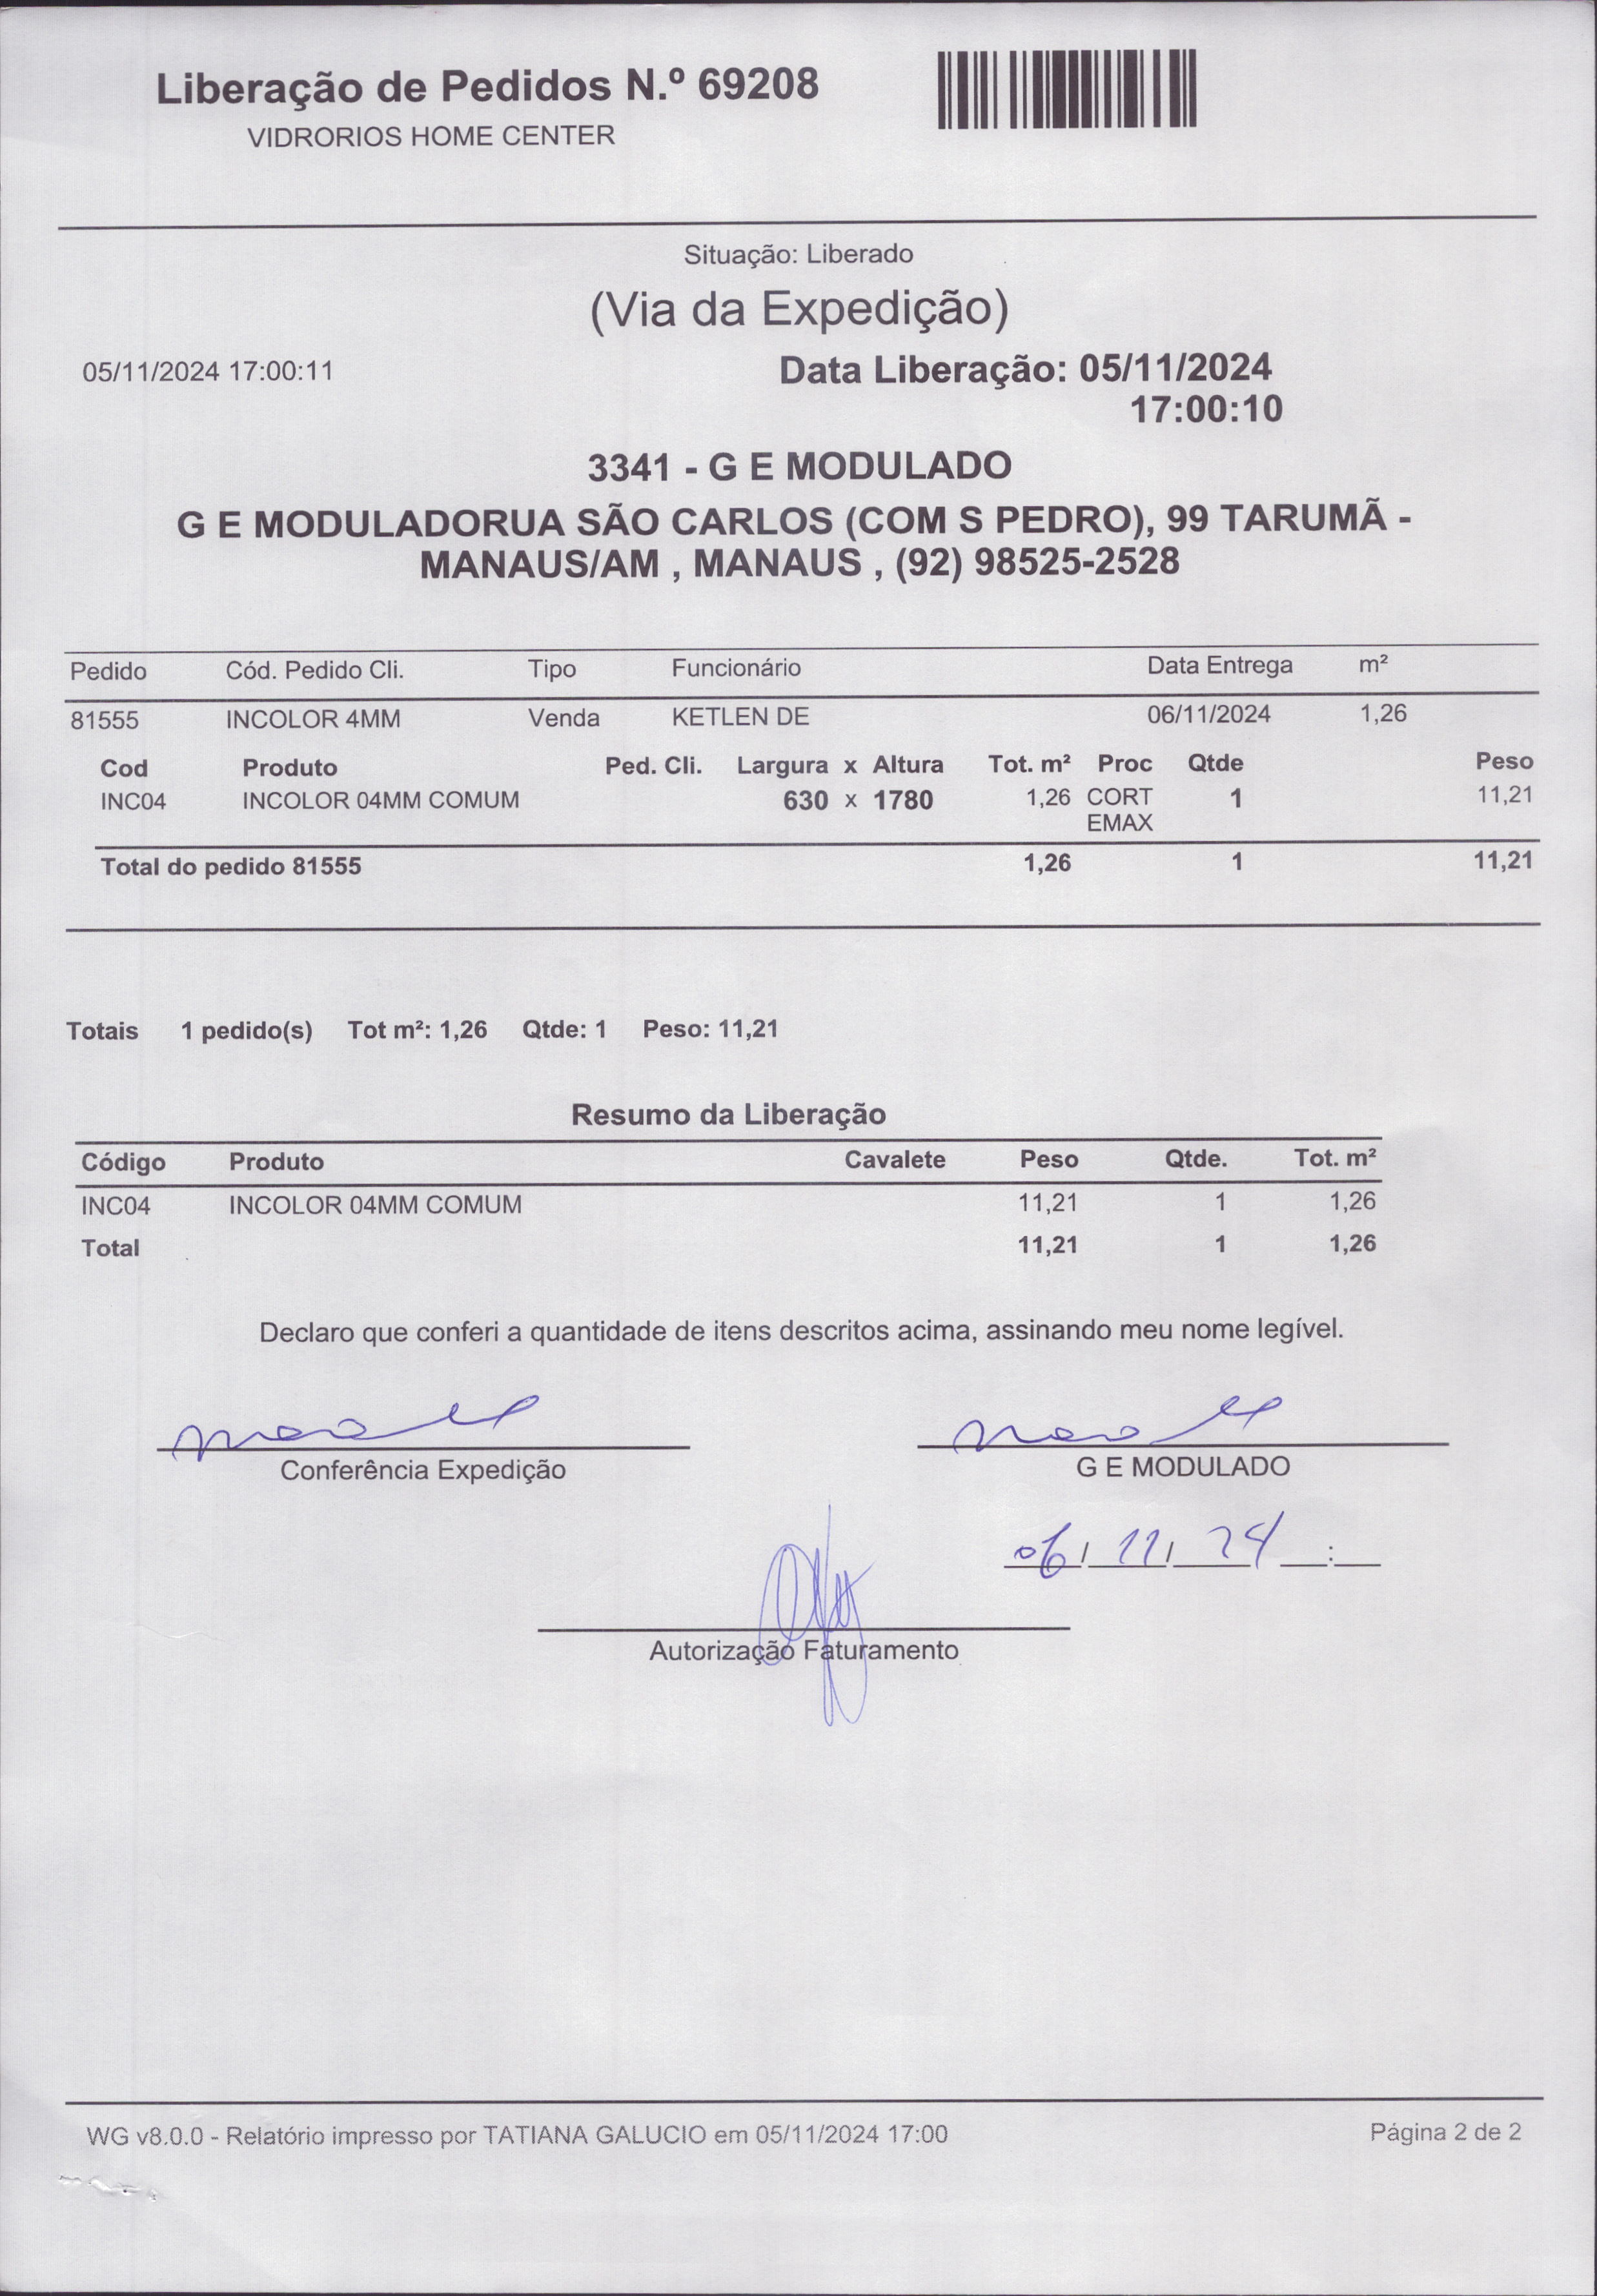 Liberação de Pedidos N.º 69208
VIDRORIOS HOME CENTER
Situação: Liberado
(Via da Expedição)
05/11/2024 17:00:11
Data Liberação: 05/11/2024
17:00:10
3341 - G E MODULADO
G E MODULADORUA SÃO CARLOS (COM S PEDRO), 99 TARUMÃ -
MANAUS/AM , MANAUS , (92) 98525-2528
Pedido Cód. Pedido Cli. Tipo Funcionário Data Entrega m²
81555 INCOLOR 4MM Venda KETLEN DE 06/11/2024 1,26
Cod Produto Ped. Cli. Largura x Altura Tot. m² Proc Qtde Peso
INC04 INCOLOR 04MM COMUM 630 x 1780 1,26 CORT 1 11,21
EMAX
Total do pedido 81555 1,26 1 11,21
Totais 1 pedido(s) Tot m²: 1,26 Qtde: 1 Peso: 11,21
Resumo da Liberação
Código Produto Cavalete Peso Qtde. Tot. m²
INC04 INCOLOR 04MM COMUM 11,21 1 1,26
Total 11,21 1 1,26
Declaro que conferi a quantidade de itens descritos acima, assinando meu nome legível.
Conferência Expedição
G E MODULADO
06/ 11/ 24 __:__
Autorização Faturamento
WG v8.0.0 - Relatório impresso por TATIANA GALUCIO em 05/11/2024 17:00
Página 2 de 2